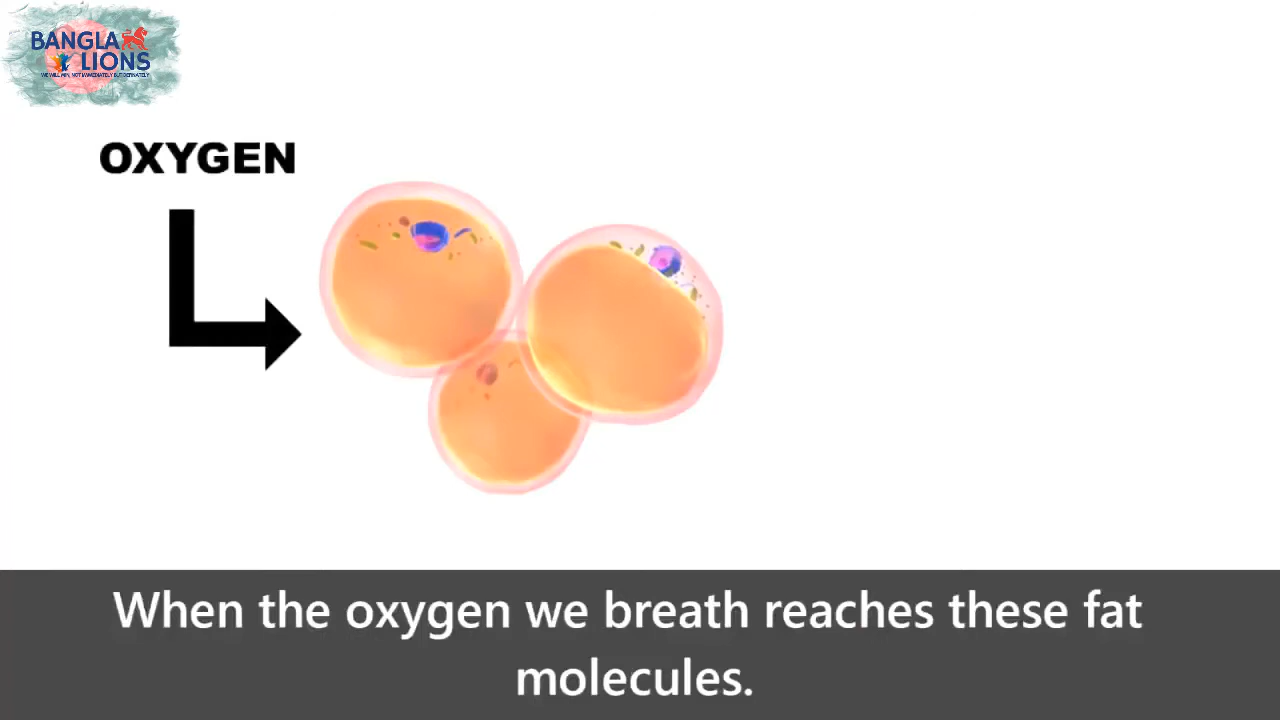 BANGLA
LIONS
OXYGEN
When the oxygen we breath reaches these fat
molecules.